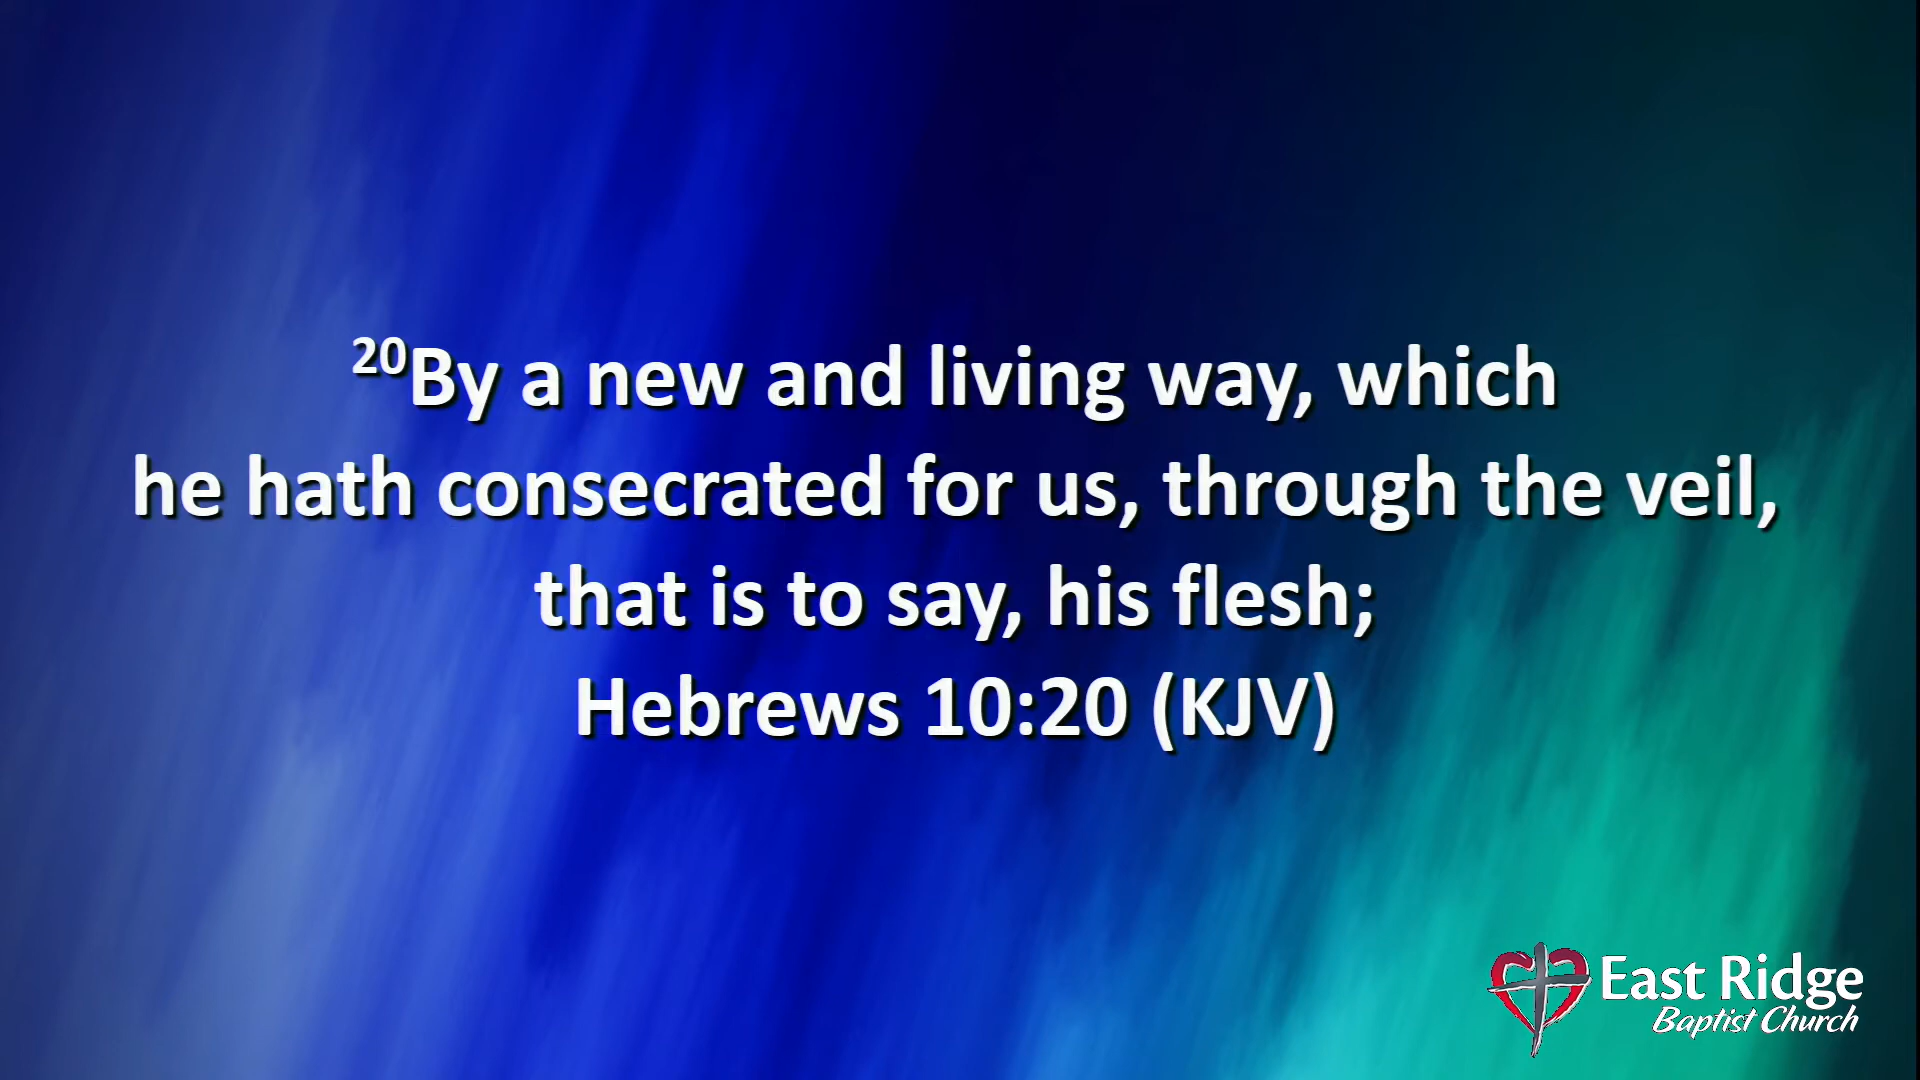 20By a new and living way, which
he hath consecrated for us, through the veil,
that is to say, his flesh;
Hebrews 10:20 (KJV)
East Ridge
Baptist Church